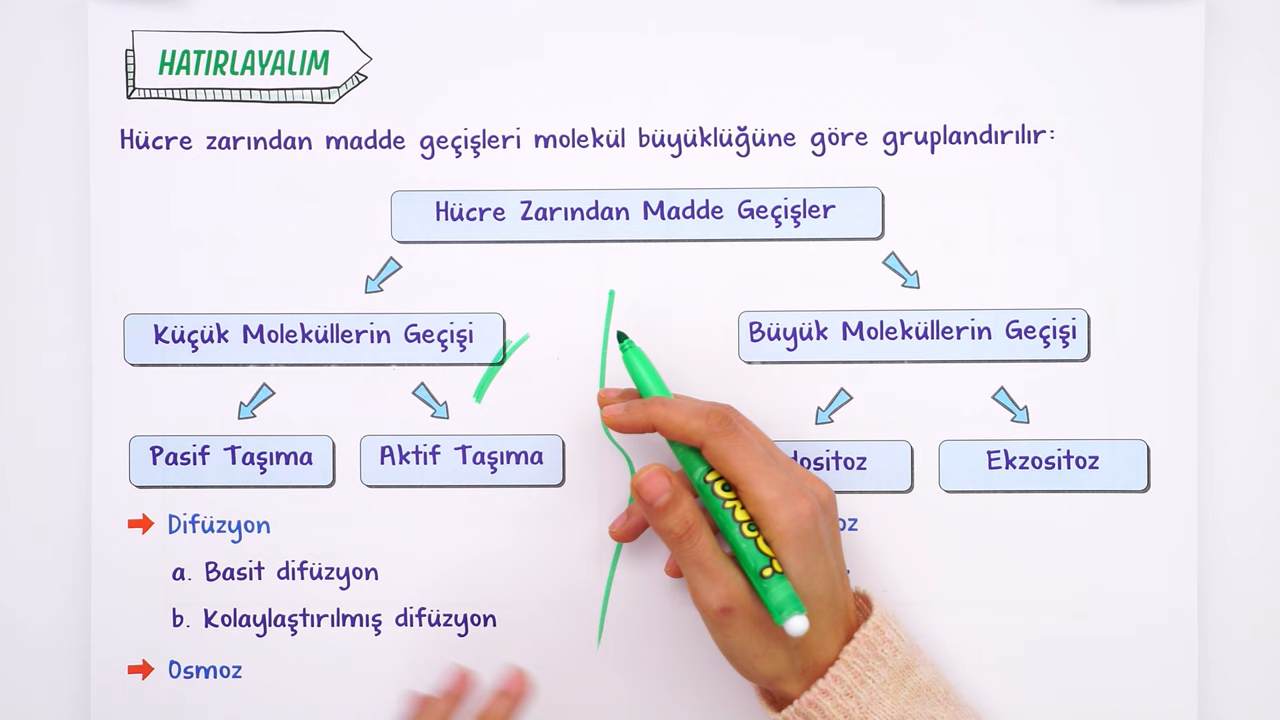 HATIRLAYALIM
Hücre zarından madde geçişleri molekül büyüklüğüne göre gruplandırılır:
Hücre Zarından Madde Geçişler
Küçük Moleküllerin Geçişi
Büyük Moleküllerin Geçişi
Pasif Taşıma
Aktif Taşıma
Ekzositoz
Difüzyon
a. Basit difüzyon
b. Kolaylaştırılmış difüzyon
Osmoz